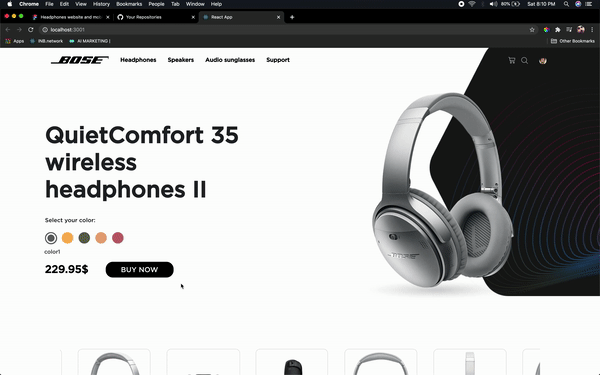 Chrome File Edit View History Bookmarks People Tab Window Help
80% Sat 8:10 PM
Headphones website and mob
Your Repositories
React App
localhost:3001
Apps INB.network AI MARKETING |
Other Bookmarks
BOSE Headphones Speakers Audio sunglasses Support
QuietComfort 35
wireless
headphones II
Select your color:
color1
229.95$ BUY NOW